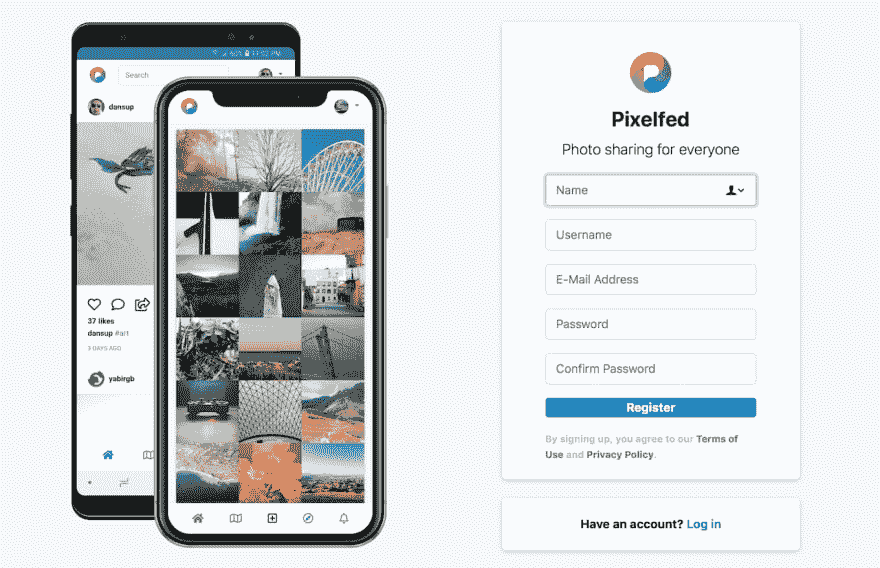 Search
dansup
37 likes
dansup #art
3 DAYS AGO
yabirgb
Pixelfed
Photo sharing for everyone
Name
Username
E-Mail Address
Password
Confirm Password
Register
By signing up, you agree to our Terms of
Use and Privacy Policy.
Have an account? Log in